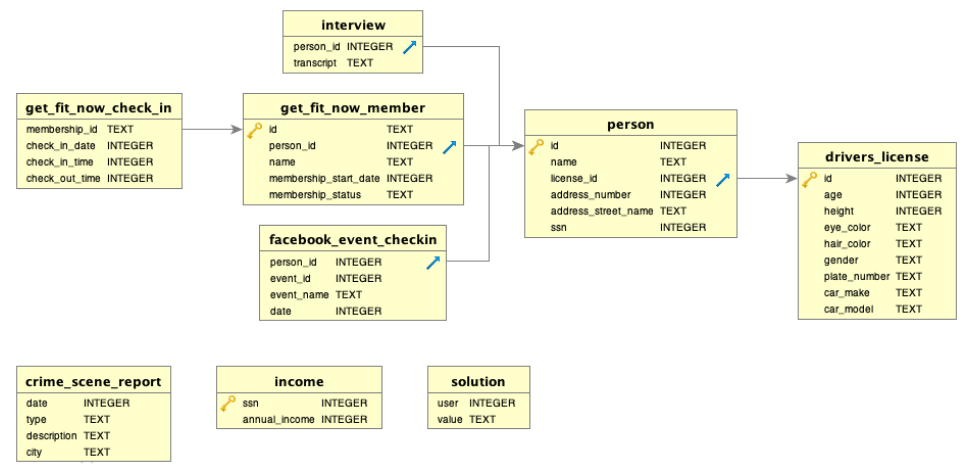 interview
person_id INTEGER
transcript TEXT
get_fit_now_check_in
membership_id TEXT
check_in_date INTEGER
check_in_time INTEGER
check_out_time INTEGER
get_fit_now_member
id TEXT
person_id INTEGER
name TEXT
membership_start_date INTEGER
membership_status TEXT
person
id INTEGER
name TEXT
license_id INTEGER
address_number INTEGER
address_street_name TEXT
ssn INTEGER
drivers_license
id INTEGER
age INTEGER
height INTEGER
eye_color TEXT
hair_color TEXT
gender TEXT
plate_number TEXT
car_make TEXT
car_model TEXT
facebook_event_checkin
person_id INTEGER
event_id INTEGER
event_name TEXT
date INTEGER
crime_scene_report
date INTEGER
type TEXT
description TEXT
city TEXT
income
ssn INTEGER
annual_income INTEGER
solution
user INTEGER
value TEXT